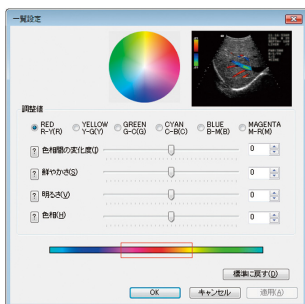 一覧設定
調整値
RED YELLOW GREEN CYAN BLUE MAGENTA
R-Y(R) Y-G(Y) G-C(G) C-B(C) B-M(B) M-R(M)
? 色相間の変化度(I) 0
? 鮮やかさ(S) 0
? 明るさ(V) 0
? 色相(H) 0
標準に戻す(D)
OK キャンセル 適用(A)